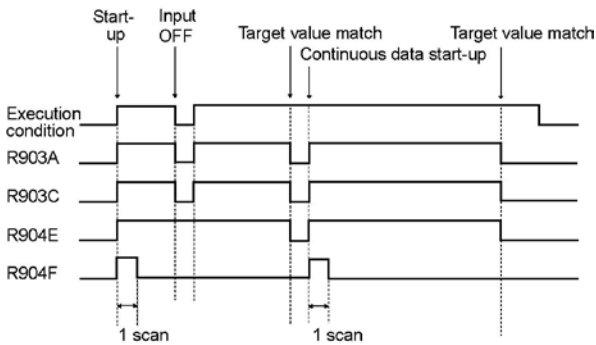 Start-
up
Input
OFF
Target value match
Continuous data start-up
Target value match
Execution
condition
R903A
R903C
R904E
R904F
1 scan
1 scan